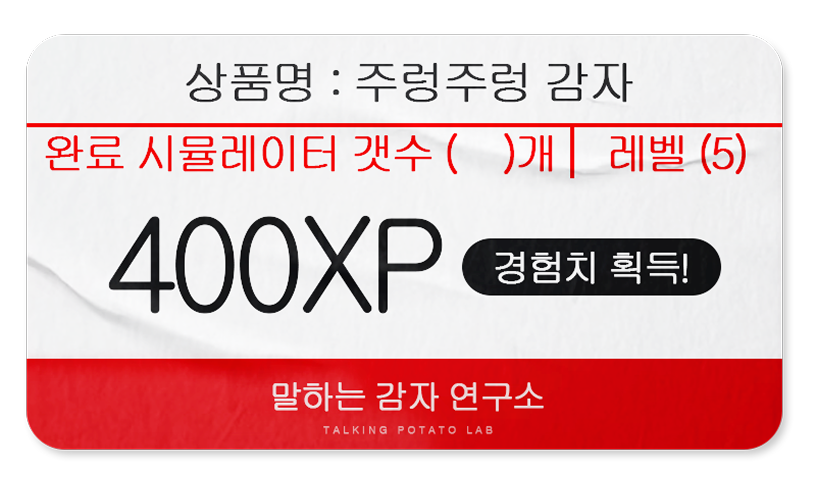 상품명 : 주렁주렁 감자
완료 시뮬레이터 갯수 (    )개 | 레벨 (5)
400XP 경험치 획득!
말하는 감자 연구소
TALKING POTATO LAB